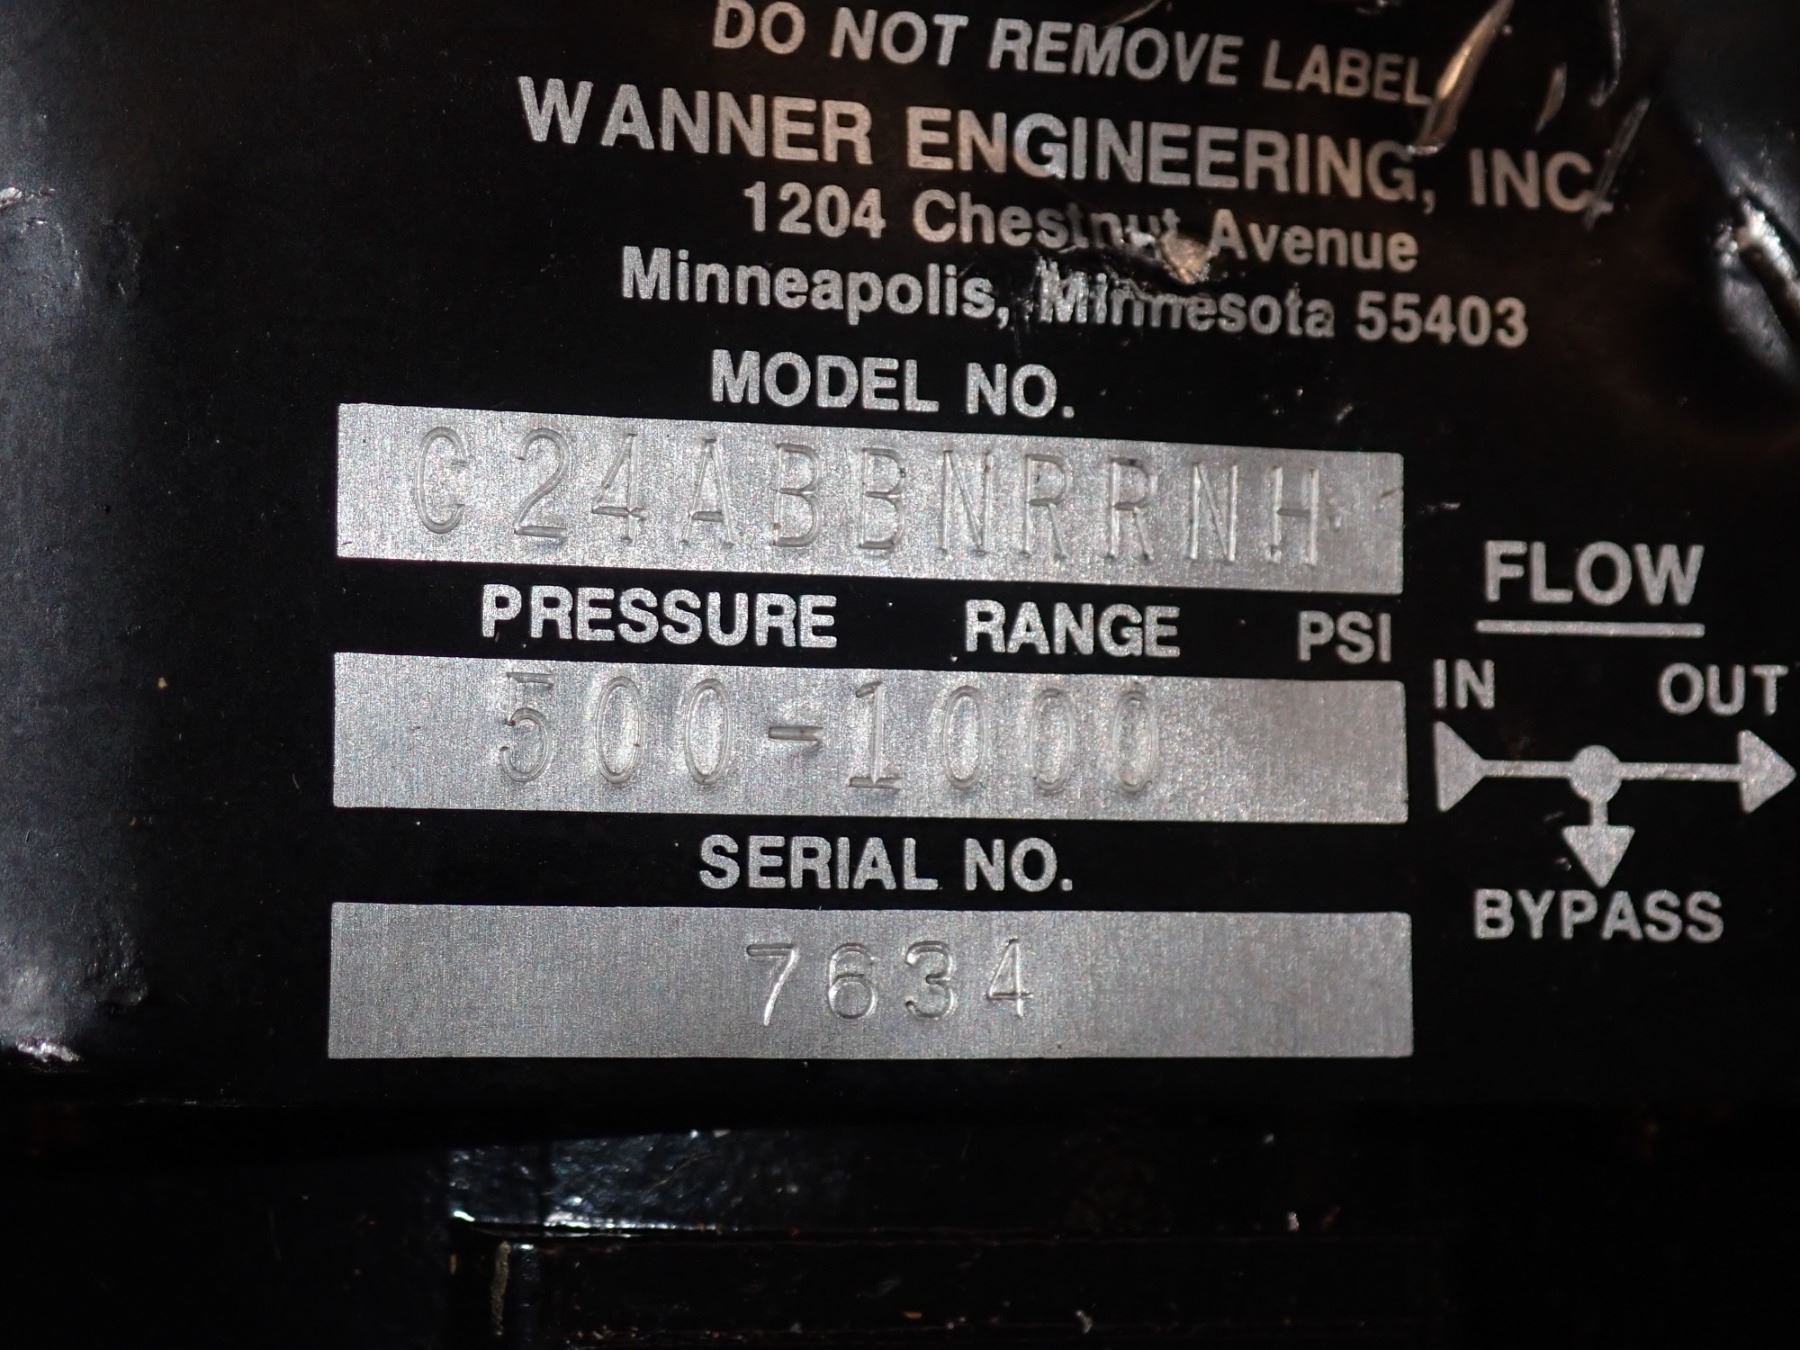 DO NOT REMOVE LABEL
WANNER ENGINEERING, INC.
1204 Chestnut Avenue
Minneapolis, Minnesota 55403
MODEL NO.
C24ABBNRRNH
PRESSURE RANGE PSI
500-1000
SERIAL NO.
7634
FLOW
IN OUT
BYPASS